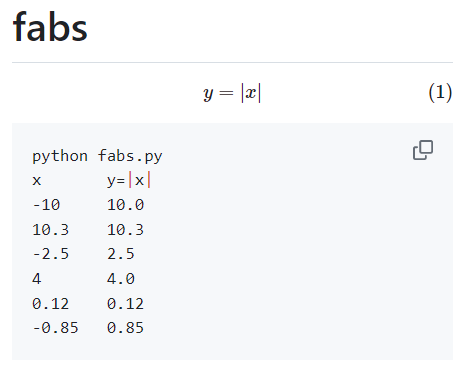 fabs
y = |x| (1)
python fabs.py
x y=|x|
-10 10.0
10.3 10.3
-2.5 2.5
4 4.0
0.12 0.12
-0.85 0.85